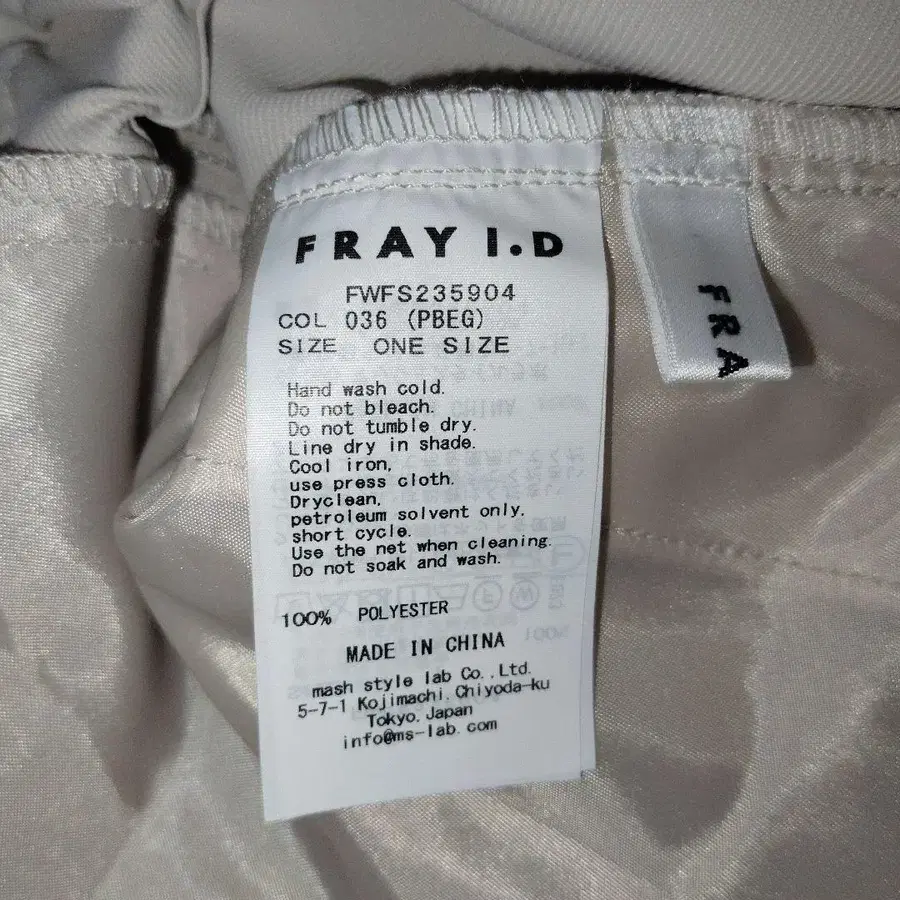 FRAY I.D
FWFS235904
COL 036 (PBEG)
SIZE ONE SIZE
Hand wash cold.
Do not bleach.
Do not tumble dry.
Line dry in shade.
Cool iron,
use press cloth.
Dryclean,
petroleum solvent only.
short cycle.
Use the net when cleaning.
Do not soak and wash.
100% POLYESTER
MADE IN CHINA
mash style lab Co.,Ltd.
5-7-1 Kojimachi, Chiyoda-ku
Tokyo, Japan
info@ms-lab.com
FRA